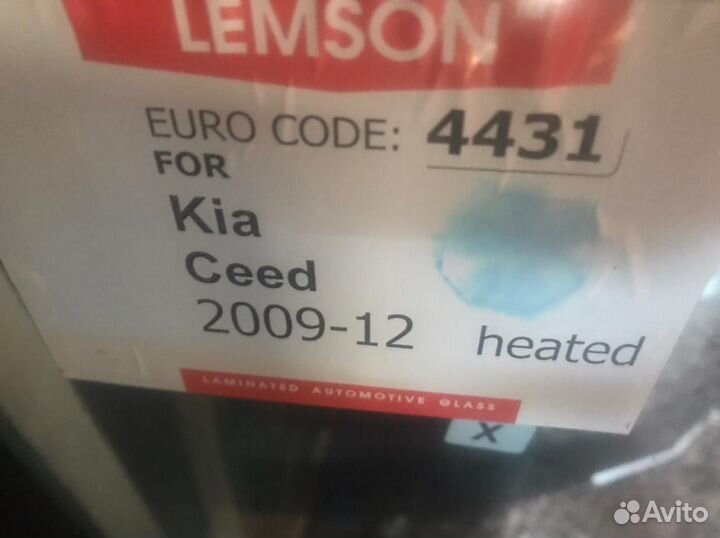 LEMSON
EURO CODE: 4431
FOR
Kia
Ceed
2009-12 heated
LAMINATED AUTOMOTIVE GLASS
X
Avito